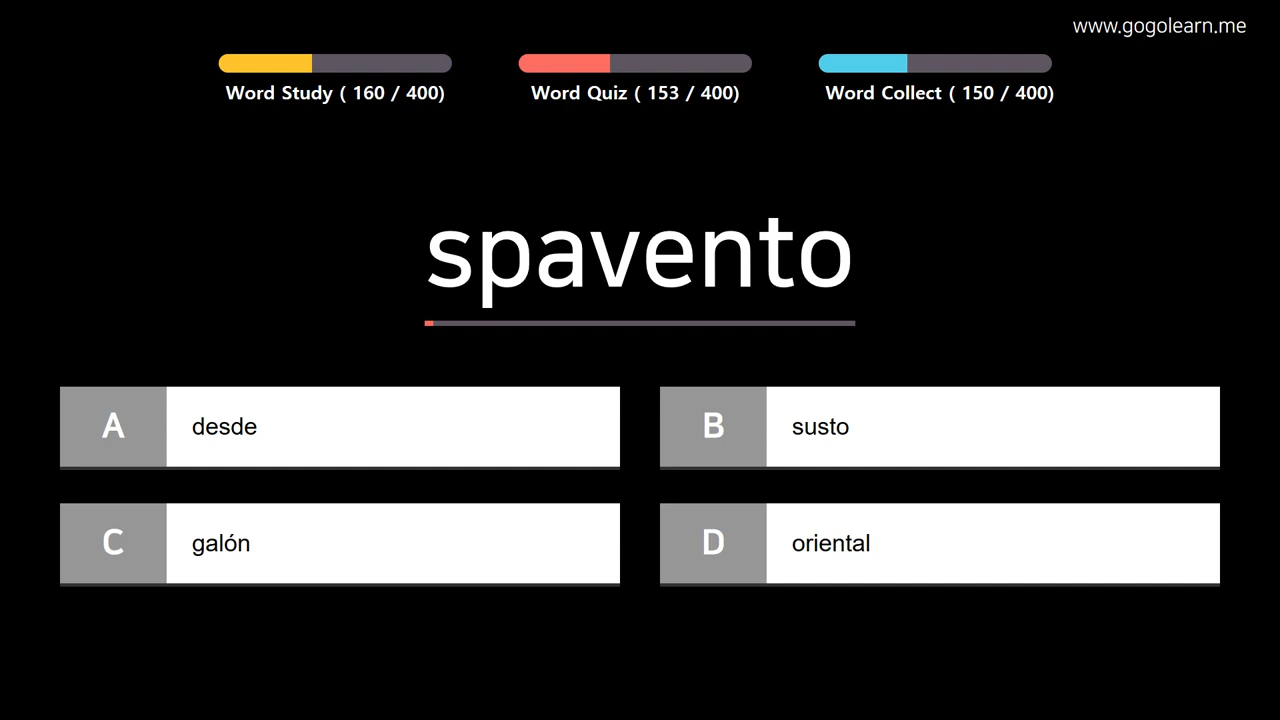 www.gogolearn.me
Word Study ( 160 / 400)
Word Quiz ( 153 / 400)
Word Collect ( 150 / 400)
spavento
A desde
B susto
C galón
D oriental